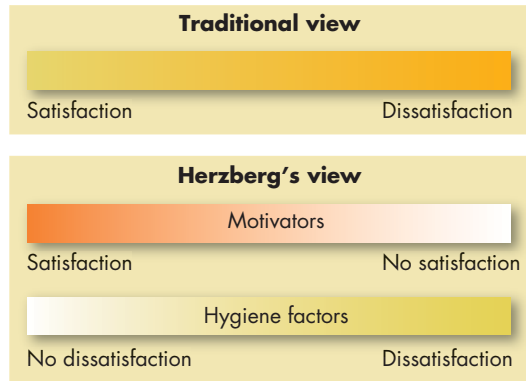 Traditional view
Satisfaction Dissatisfaction
Herzberg's view
Motivators
Satisfaction No satisfaction
Hygiene factors
No dissatisfaction Dissatisfaction